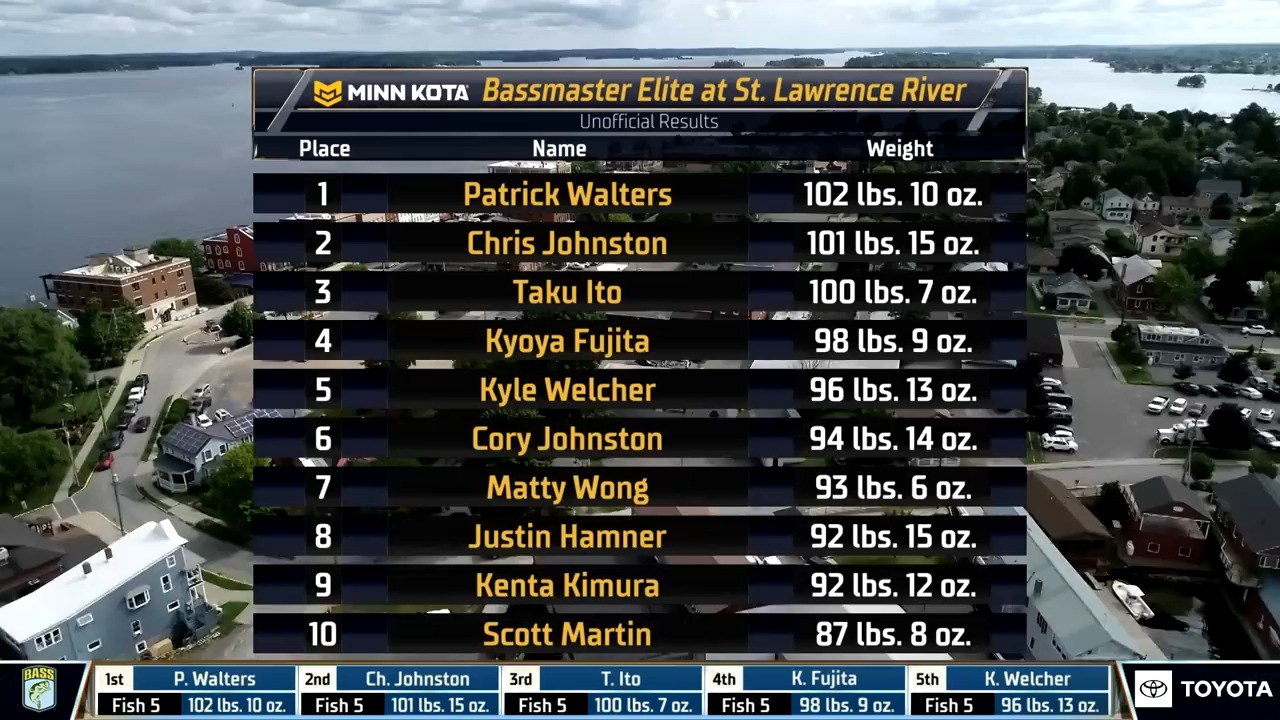 MINN KOTA Bassmaster Elite at St. Lawrence River
Unofficial Results
Place Name Weight
1 Patrick Walters 102 lbs. 10 oz.
2 Chris Johnston 101 lbs. 15 oz.
3 Taku Ito 100 lbs. 7 oz.
4 Kyoya Fujita 98 lbs. 9 oz.
5 Kyle Welcher 96 lbs. 13 oz.
6 Cory Johnston 94 lbs. 14 oz.
7 Matty Wong 93 lbs. 6 oz.
8 Justin Hamner 92 lbs. 15 oz.
9 Kenta Kimura 92 lbs. 12 oz.
10 Scott Martin 87 lbs. 8 oz.
BASS
1st P. Walters 2nd Ch. Johnston 3rd T. Ito 4th K. Fujita 5th K. Welcher
Fish 5 102 lbs. 10 oz. Fish 5 101 lbs. 15 oz. Fish 5 100 lbs. 7 oz. Fish 5 98 lbs. 9 oz. Fish 5 96 lbs. 13 oz.
TOYOTA